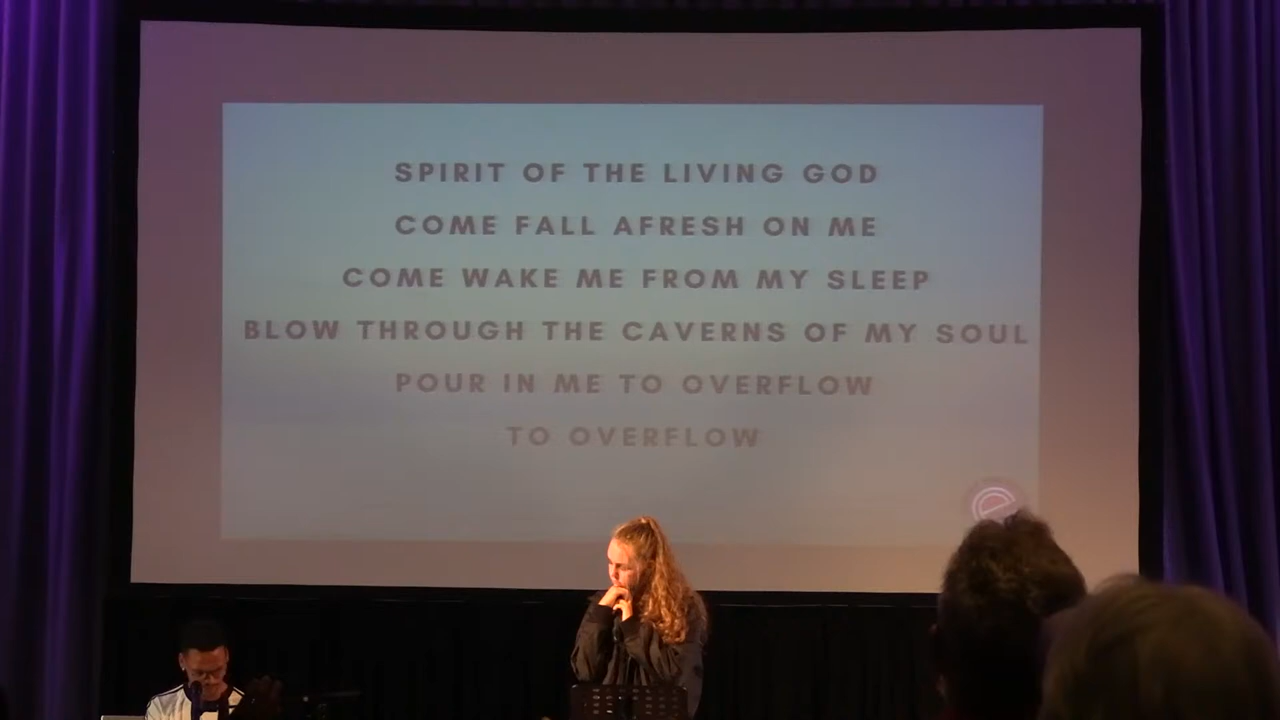 SPIRIT OF THE LIVING GOD
COME FALL AFRESH ON ME
COME WAKE ME FROM MY SLEEP
BLOW THROUGH THE CAVERNS OF MY SOUL
POUR IN ME TO OVERFLOW
TO OVERFLOW
e